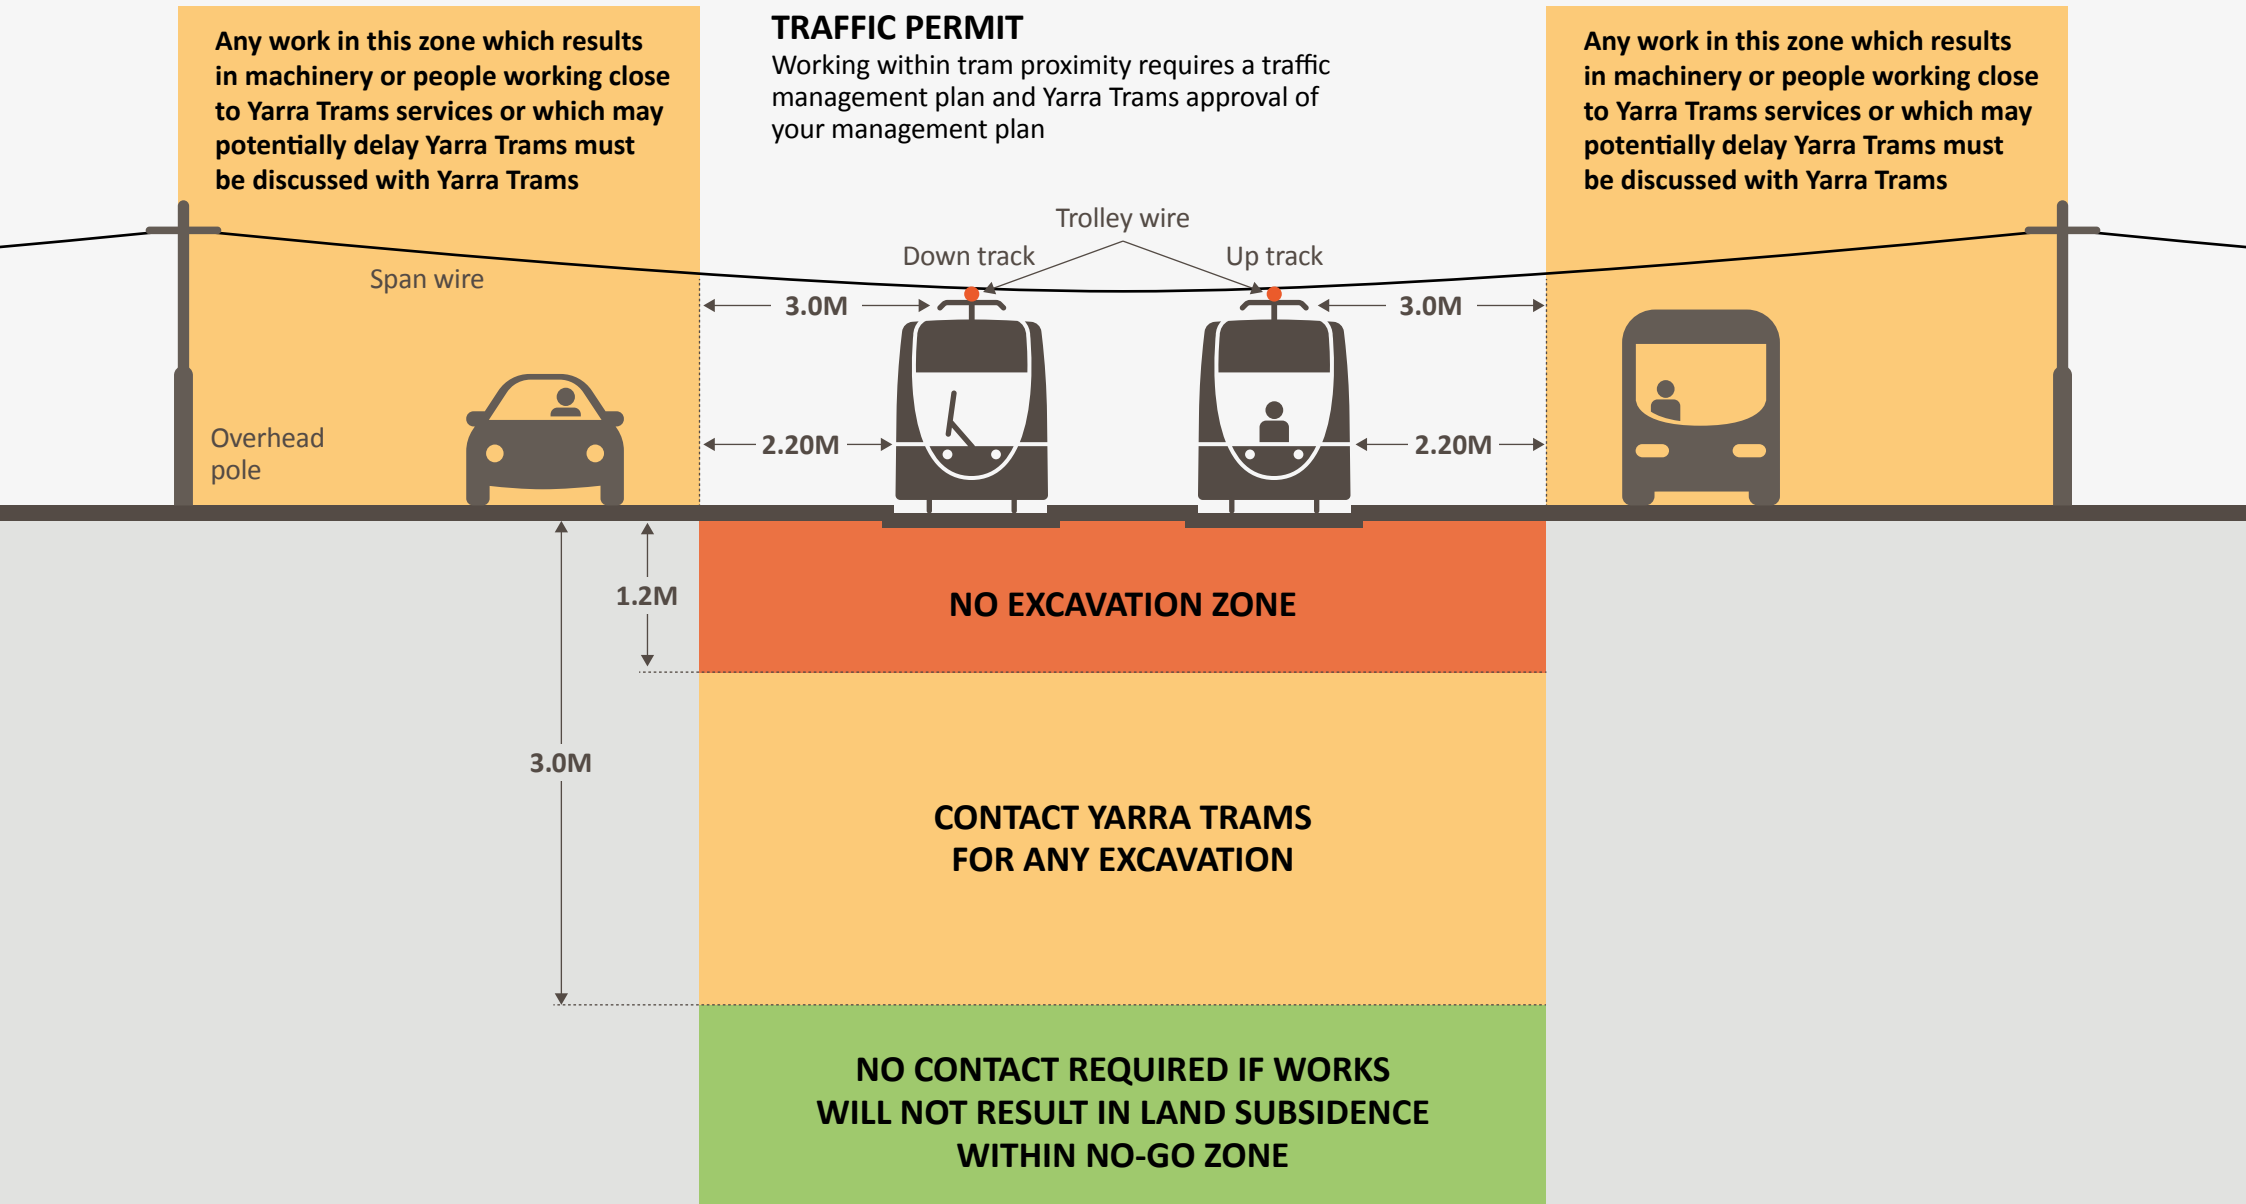 Any work in this zone which results
in machinery or people working close
to Yarra Trams services or which may
potentially delay Yarra Trams must
be discussed with Yarra Trams
TRAFFIC PERMIT
Working within tram proximity requires a traffic
management plan and Yarra Trams approval of
your management plan
Any work in this zone which results
in machinery or people working close
to Yarra Trams services or which may
potentially delay Yarra Trams must
be discussed with Yarra Trams
Trolley wire
Down track
Up track
Span wire
3.0M
3.0M
Overhead
pole
2.20M
2.20M
1.2M
NO EXCAVATION ZONE
3.0M
CONTACT YARRA TRAMS
FOR ANY EXCAVATION
NO CONTACT REQUIRED IF WORKS
WILL NOT RESULT IN LAND SUBSIDENCE
WITHIN NO-GO ZONE